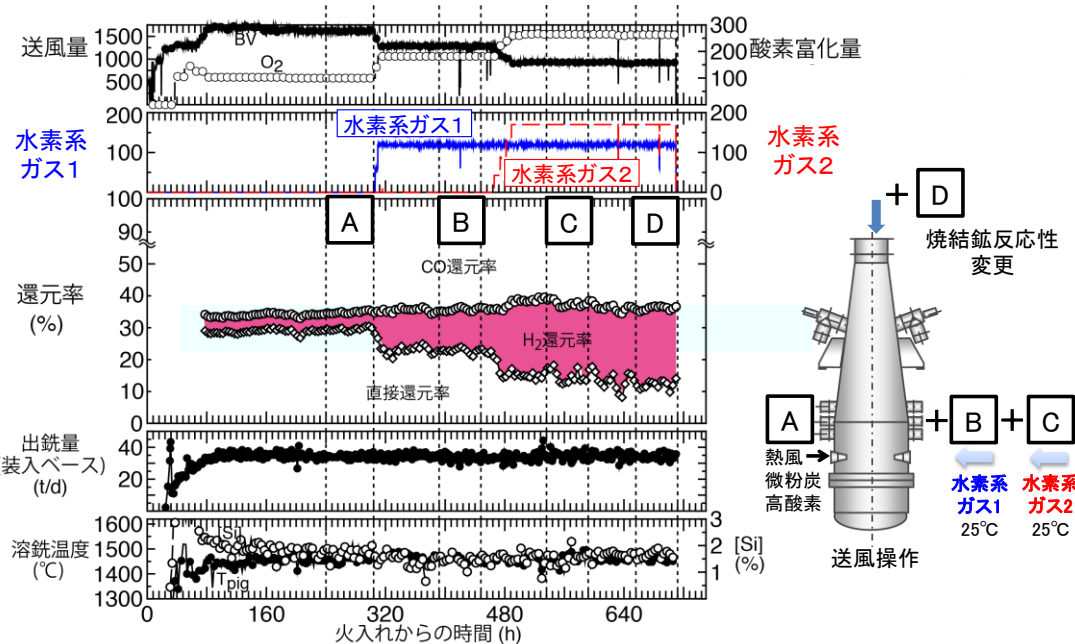 送風量
1500
1000
500
BV
O2
300
200
100
0
酸素富化量
水素系
ガス1
200
100
0
水素系ガス1
水素系ガス2
200
100
0
水素系
ガス2
還元率
(%)
100
90
50
40
30
20
10
0
A
B
C
D
CO還元率
H2還元率
直接還元率
出銑量
(装入ベース)
(t/d)
40
20
溶銑温度
(℃)
1600
1500
1400
1300
[Si]
Tpig
3
2
1
[Si]
(%)
0
160
320
480
640
火入れからの時間 (h)
+ D
焼結鉱反応性
変更
A
+ B + C
熱風
微粉炭
高酸素
水素系
ガス1
25℃
水素系
ガス2
25℃
送風操作